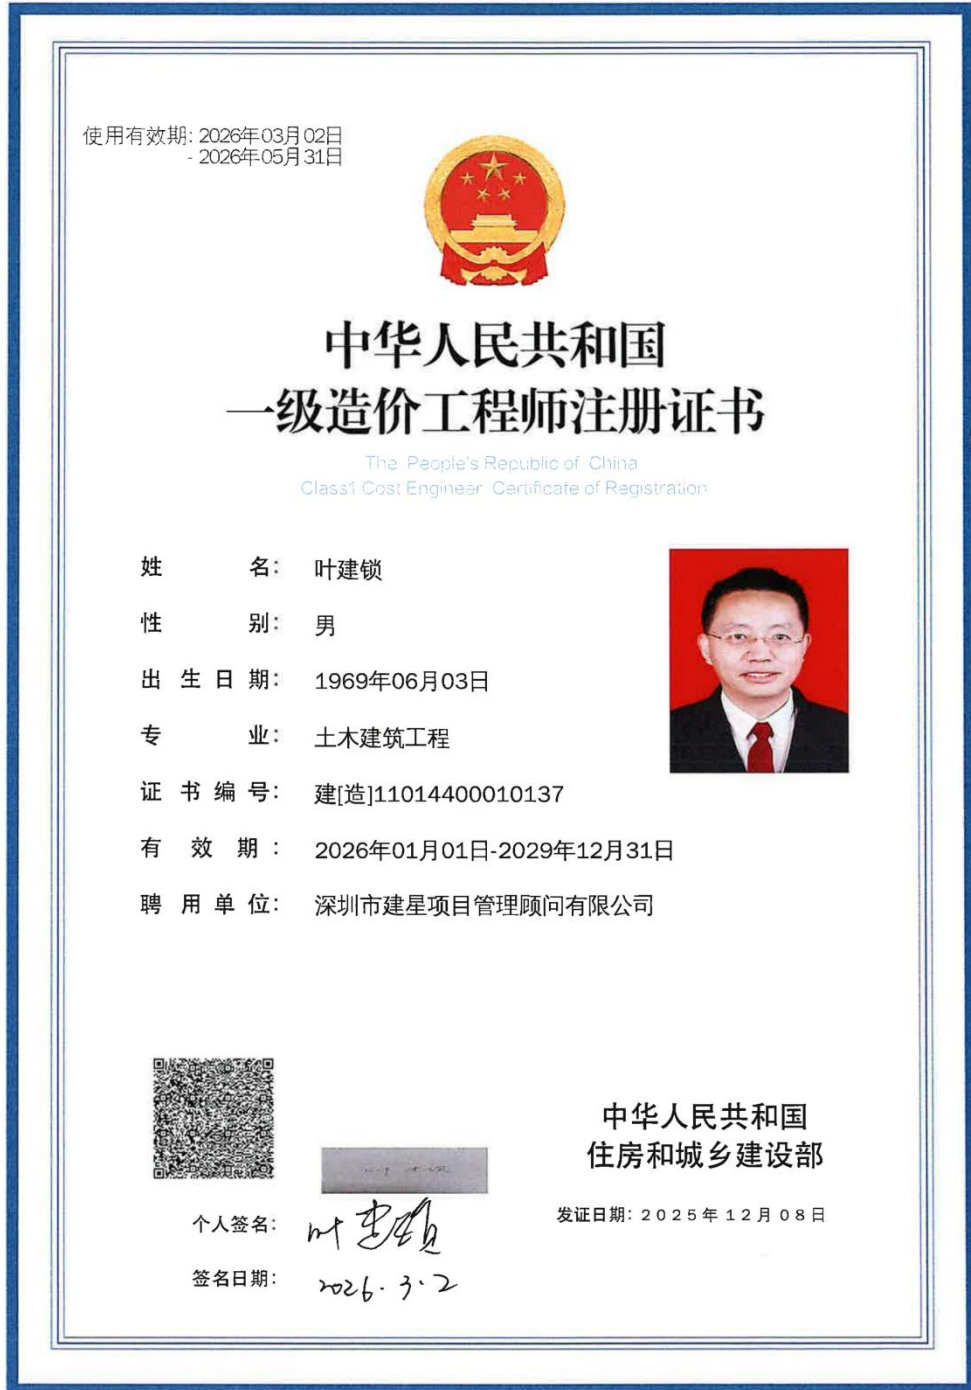 使用有效期: 2026年03月02日
- 2026年05月31日
中华人民共和国
一级造价工程师注册证书
The People's Republic of China
Class1 Cost Engineer Certificate of Registration
姓名: 叶建锁
性别: 男
出生日期: 1969年06月03日
专业: 土木建筑工程
证书编号: 建[造]11014400010137
有效期: 2026年01月01日-2029年12月31日
聘用单位: 深圳市建星项目管理顾问有限公司
中华人民共和国
住房和城乡建设部
个人签名: 叶建锁
发证日期: 2025年12月08日
签名日期: 2026.3.2